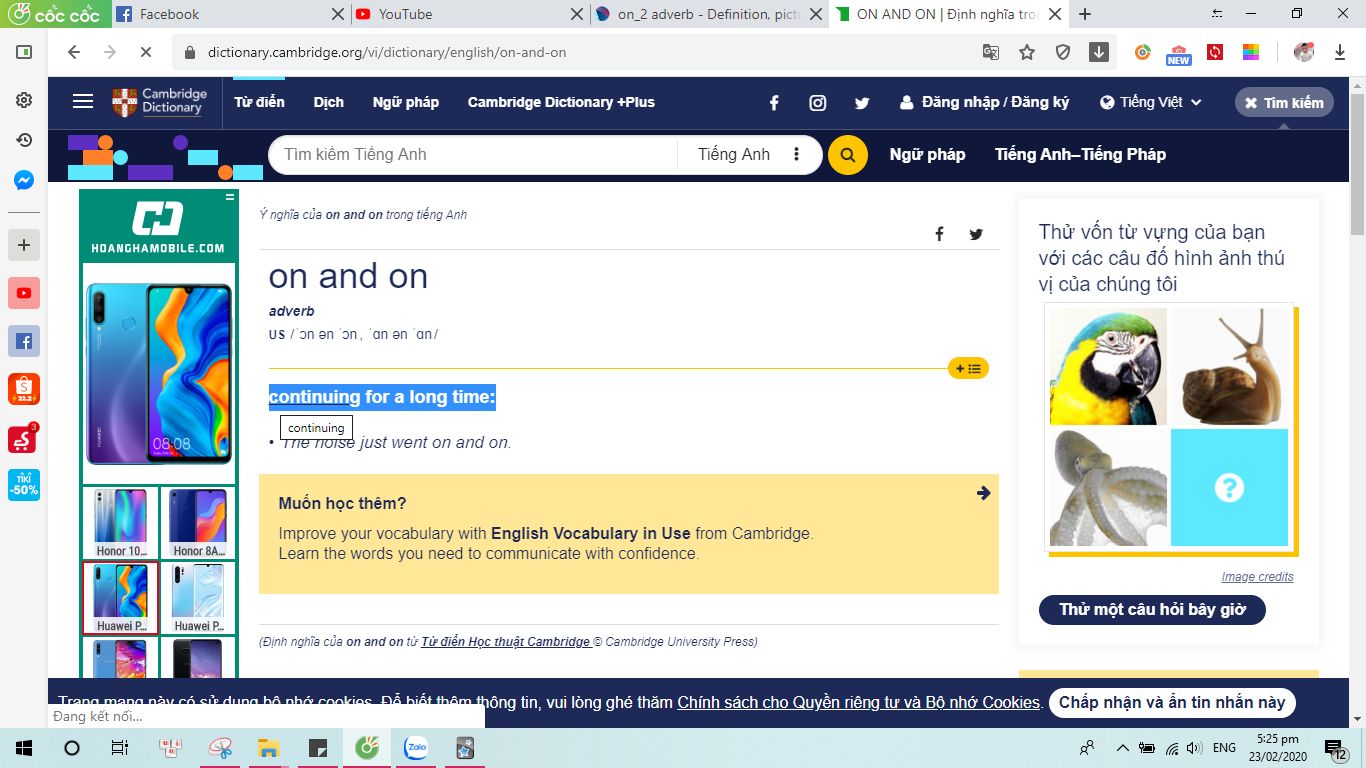 cốc cốc
Facebook
YouTube
on_2 adverb - Definition, pictu
ON AND ON | Định nghĩa tron
dictionary.cambridge.org/vi/dictionary/english/on-and-on
NEW
Cambridge
Dictionary
Từ điển
Dịch
Ngữ pháp
Cambridge Dictionary +Plus
Đăng nhập / Đăng ký
Tiếng Việt
Tìm kiếm
Tìm kiếm Tiếng Anh
Tiếng Anh
Ngữ pháp
Tiếng Anh–Tiếng Pháp
HOANGHAMOBILE.COM
08:08
Honor 10...
Honor 8A...
Huawei P...
Huawei P...
Ý nghĩa của on and on trong tiếng Anh
on and on
adverb
US /ˈɔn ən ˈɔn, ˈɑn ən ˈɑn/
continuing for a long time:
continuing
• The noise just went on and on.
Muốn học thêm?
Improve your vocabulary with English Vocabulary in Use from Cambridge.
Learn the words you need to communicate with confidence.
(Định nghĩa của on and on từ Từ điển Học thuật Cambridge © Cambridge University Press)
Thử vốn từ vựng của bạn
với các câu đố hình ảnh thú
vị của chúng tôi
?
Image credits
Thử một câu hỏi bây giờ
Trang mạng này có sử dụng bộ nhớ cookies. Để biết thêm thông tin, vui lòng ghé thăm Chính sách cho Quyền riêng tư và Bộ nhớ Cookies.
Chấp nhận và ẩn tin nhắn này
Đang kết nối...
22.2
3
TIKI
-50%
Zalo
ENG
5:25 pm
23/02/2020
12